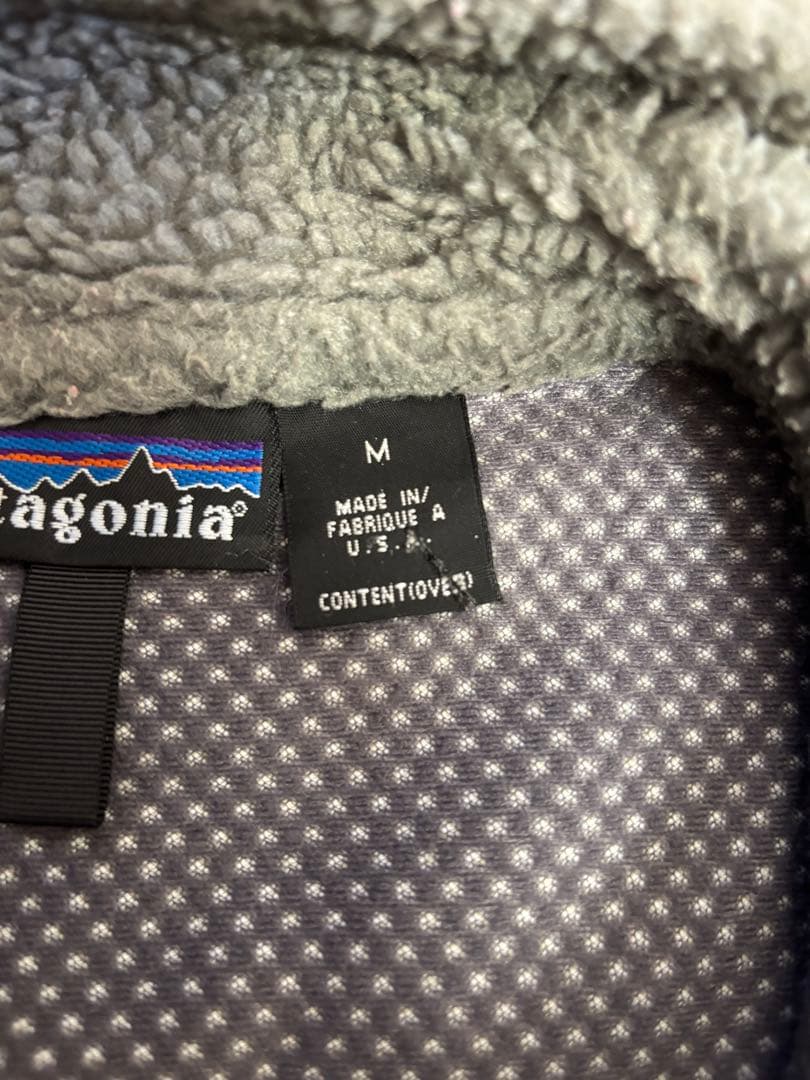 tagonia®
M
MADE IN/
FABRIQUE A
U.S.A.
CONTENT(OVER)